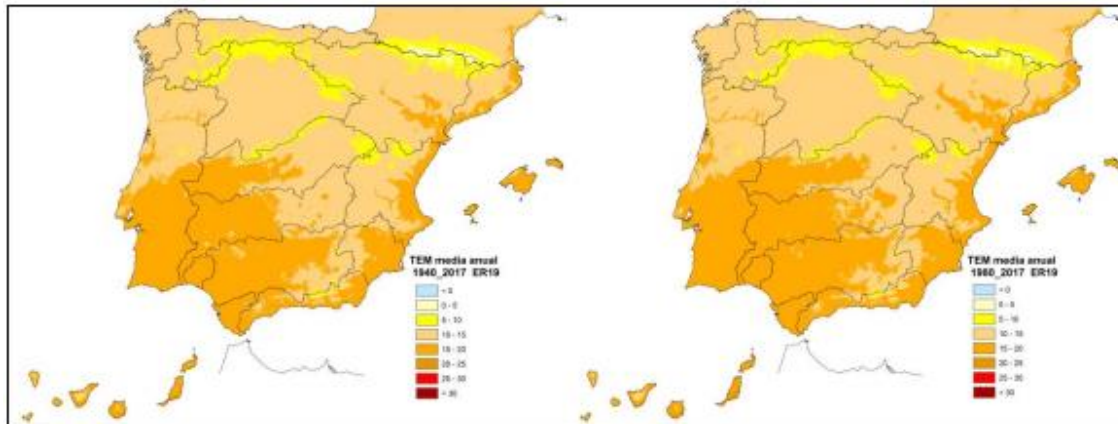 TEM media anual
1940_2017 ER19
< 0
0 - 5
5 - 10
10 - 15
15 - 20
20 - 25
25 - 30
> 30
TEM media anual
1980_2017 ER19
< 0
0 - 5
5 - 10
10 - 15
15 - 20
20 - 25
25 - 30
> 30